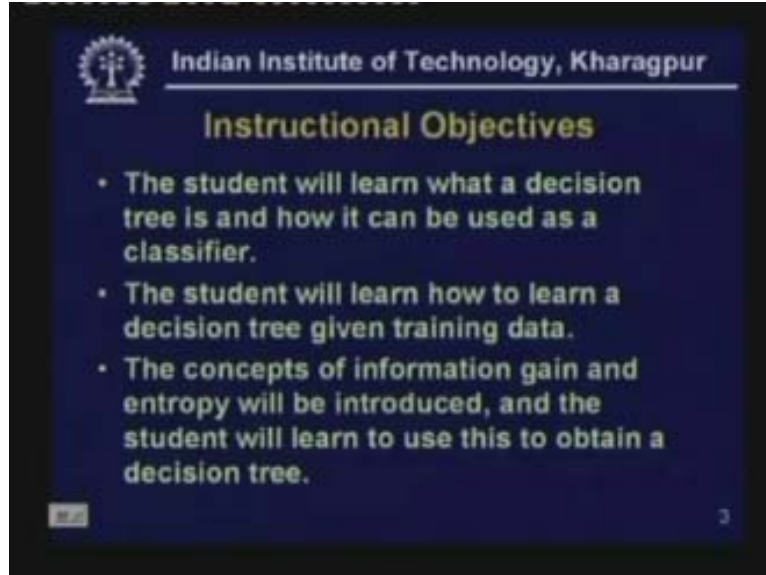 Indian Institute of Technology, Kharagpur
Instructional Objectives
• The student will learn what a decision
tree is and how it can be used as a
classifier.
• The student will learn how to learn a
decision tree given training data.
• The concepts of information gain and
entropy will be introduced, and the
student will learn to use this to obtain a
decision tree.
3